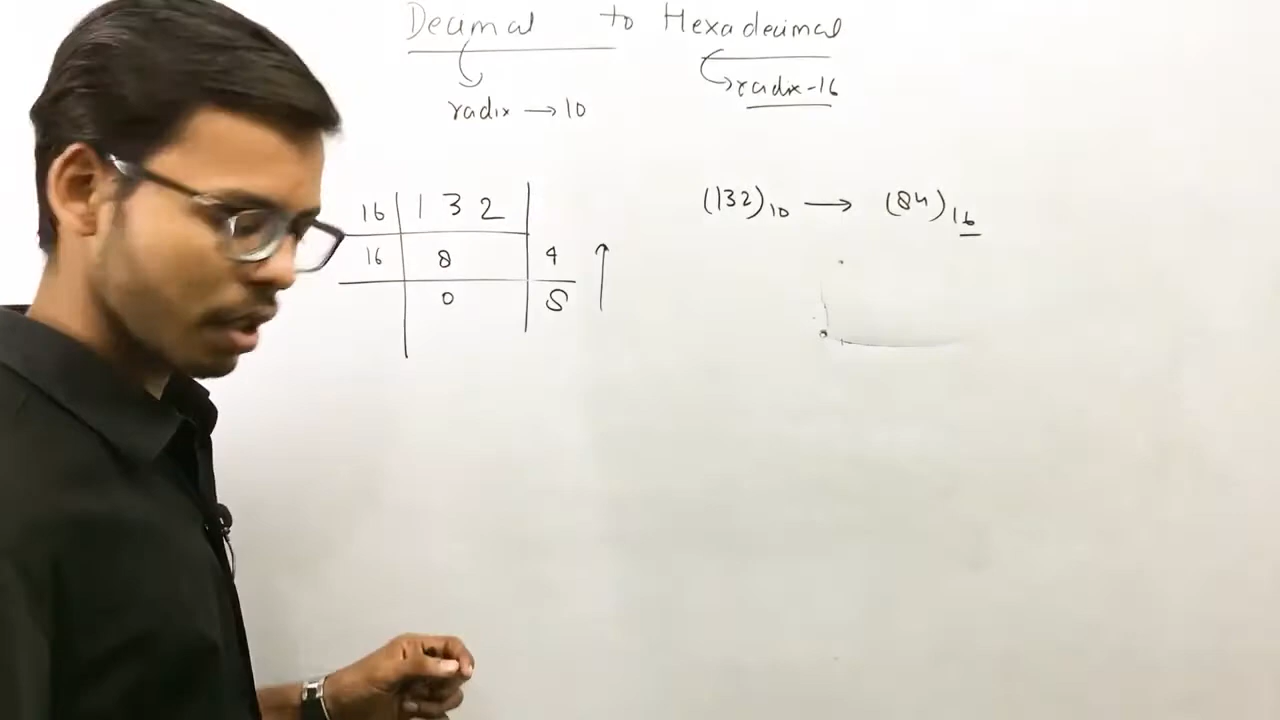 Decimal to Hexadecimal
radix → 10
radix-16
16 1 3 2
16 8 4
0 8
(132)10 → (84)16